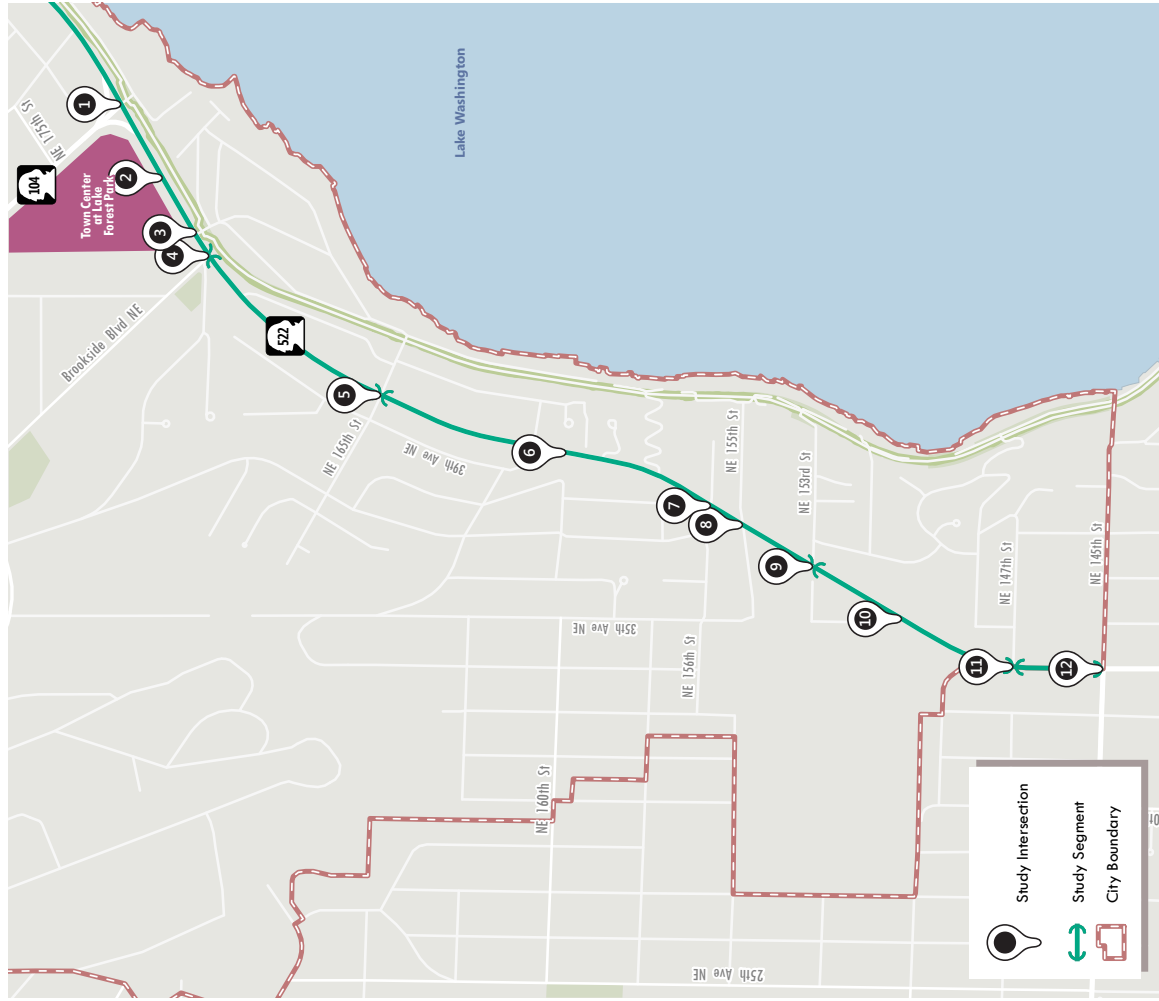 NE 175th St
104
Town Center
at Lake
Forest Park
1
2
3
4
Brookside Blvd NE
522
Lake Washington
5
NE 165th St
39th Ave NE
6
7
8
NE 155th St
9
NE 153rd St
10
35th Ave NE
NE 156th St
11
NE 147th St
12
NE 145th St
NE 160th St
25th Ave NE
Study Intersection
Study Segment
City Boundary